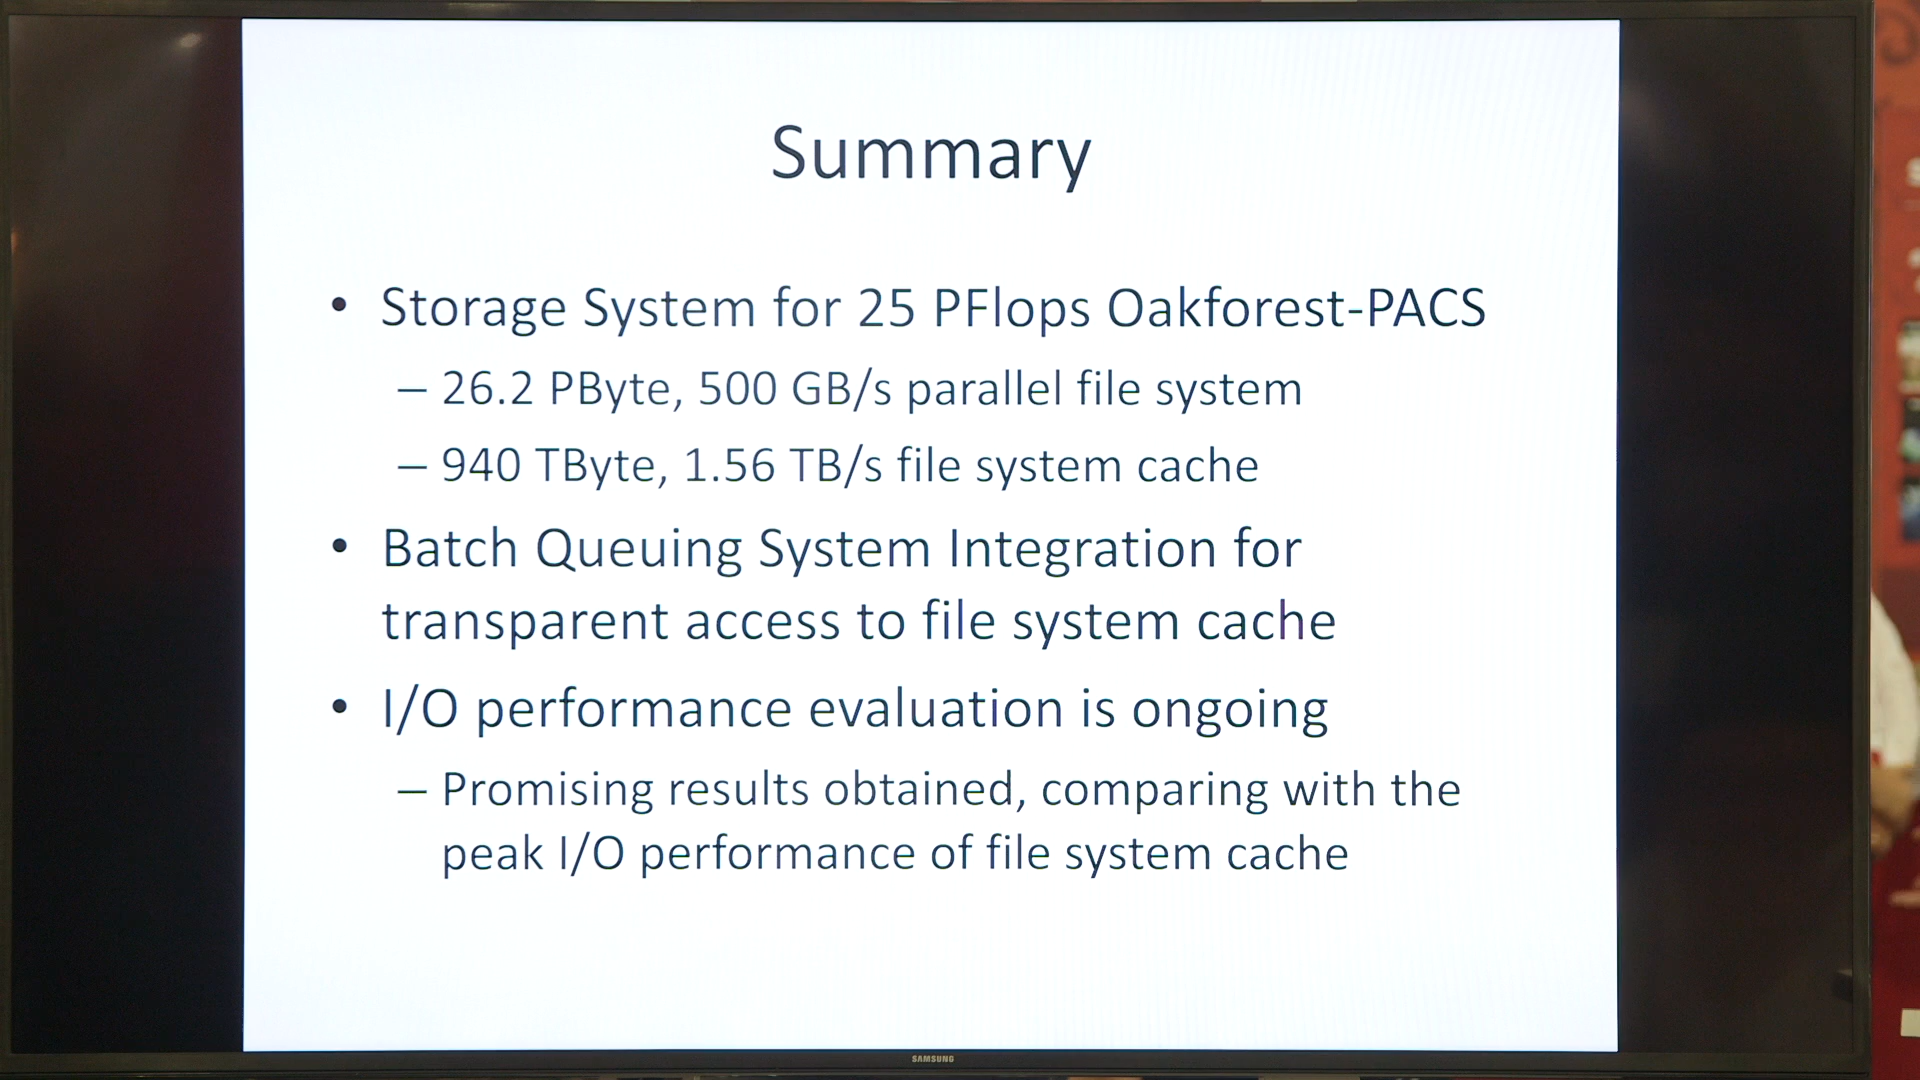 Summary
• Storage System for 25 PFlops Oakforest-PACS
– 26.2 PByte, 500 GB/s parallel file system
– 940 TByte, 1.56 TB/s file system cache
• Batch Queuing System Integration for
transparent access to file system cache
• I/O performance evaluation is ongoing
– Promising results obtained, comparing with the
peak I/O performance of file system cache
SAMSUNG